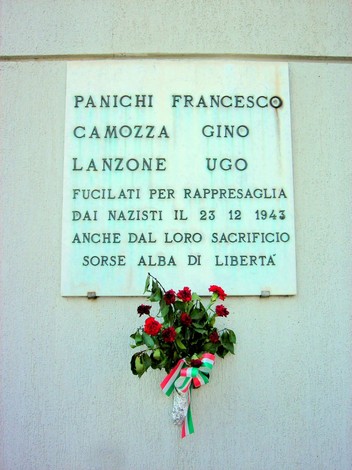 PANICHI FRANCESCO
CAMOZZA GINO
LANZONE UGO
FUCILATI PER RAPPRESAGLIA
DAI NAZISTI IL 23 12 1943
ANCHE DAL LORO SACRIFICIO
SORSE ALBA DI LIBERTÀ